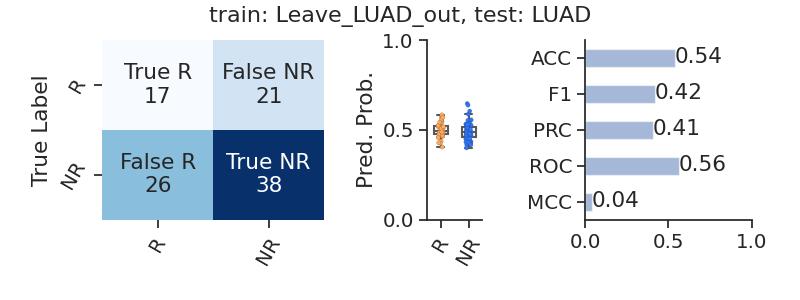 train: Leave_LUAD_out, test: LUAD
True Label
R
NR
True R
17
False NR
21
False R
26
True NR
38
R
NR
Pred. Prob.
1.0
0.5
0.0
R
NR
ACC
0.54
F1
0.42
PRC
0.41
ROC
0.56
MCC
0.04
0.0
0.5
1.0